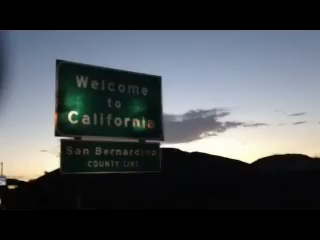 Welcome
to
California
San Bernardino
COUNTY LINE